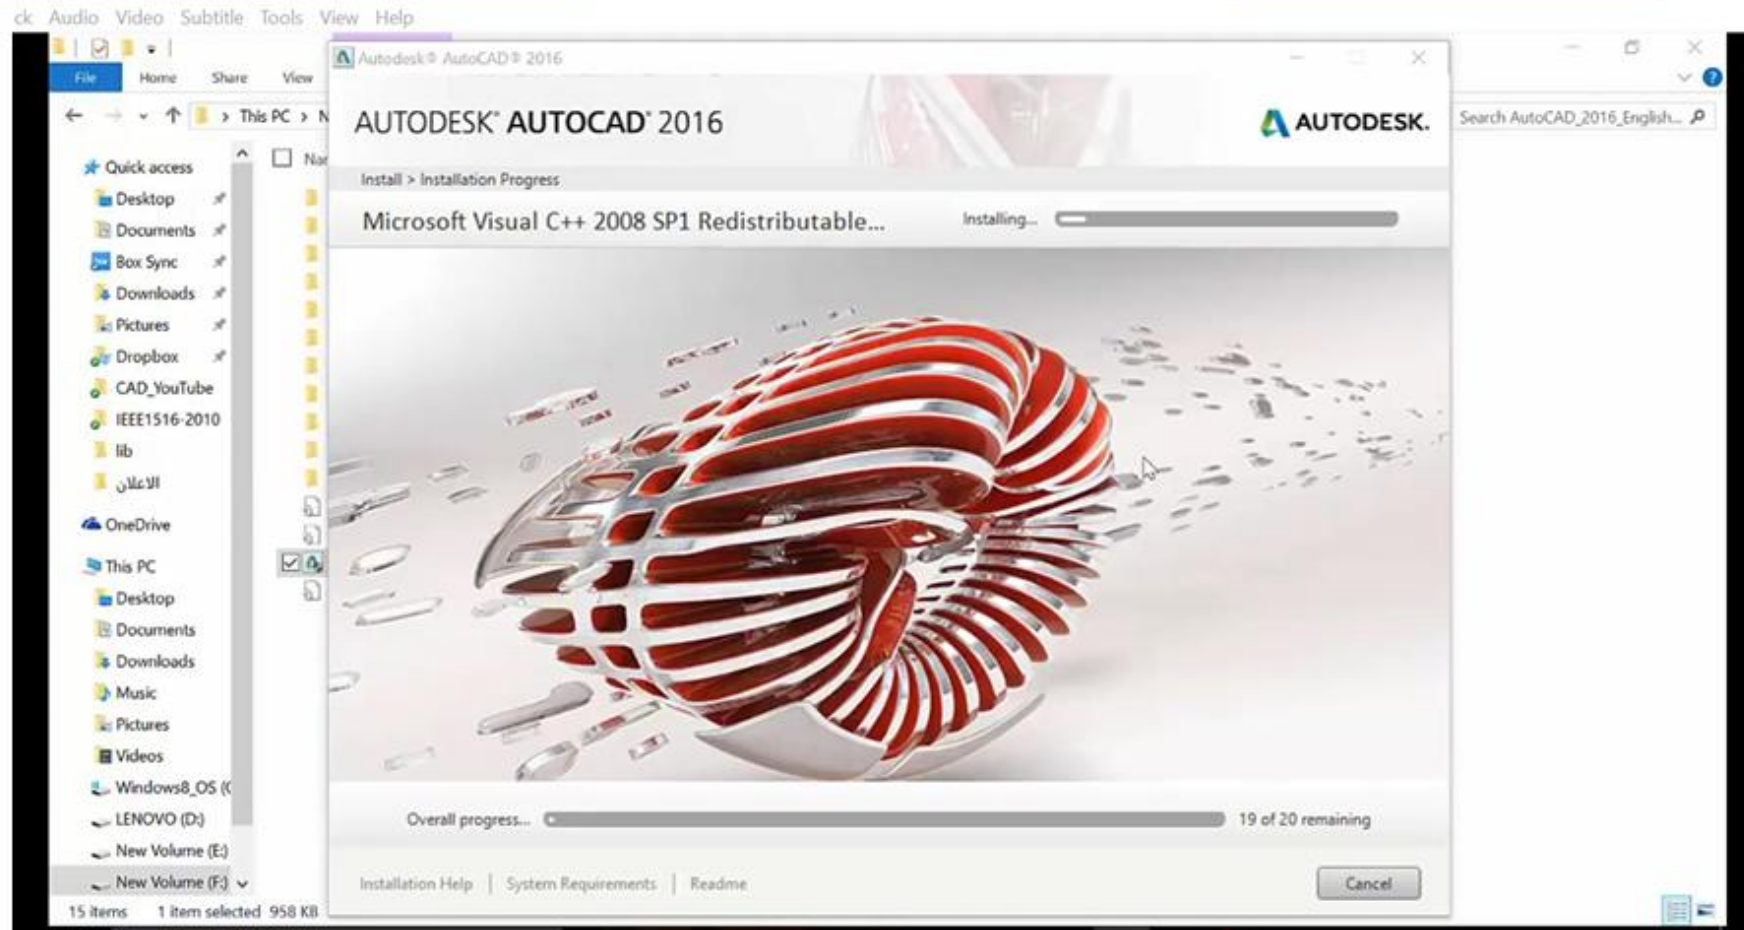 ck Audio Video Subtitle Tools View Help
Autodesk® AutoCAD® 2016
File Home Share View
This PC > N
Search AutoCAD_2016_English...
AUTODESK® AUTOCAD® 2016
AUTODESK.
Install > Installation Progress
Microsoft Visual C++ 2008 SP1 Redistributable...
Installing...
Quick access
Desktop
Documents
Box Sync
Downloads
Pictures
Dropbox
CAD_YouTube
IEEE1516-2010
lib
الاعلان
OneDrive
This PC
Desktop
Documents
Downloads
Music
Pictures
Videos
Windows8_OS (C
LENOVO (D:)
New Volume (E:)
New Volume (F:)
Nar
Overall progress... 19 of 20 remaining
Installation Help | System Requirements | Readme
Cancel
15 items 1 item selected 958 KB